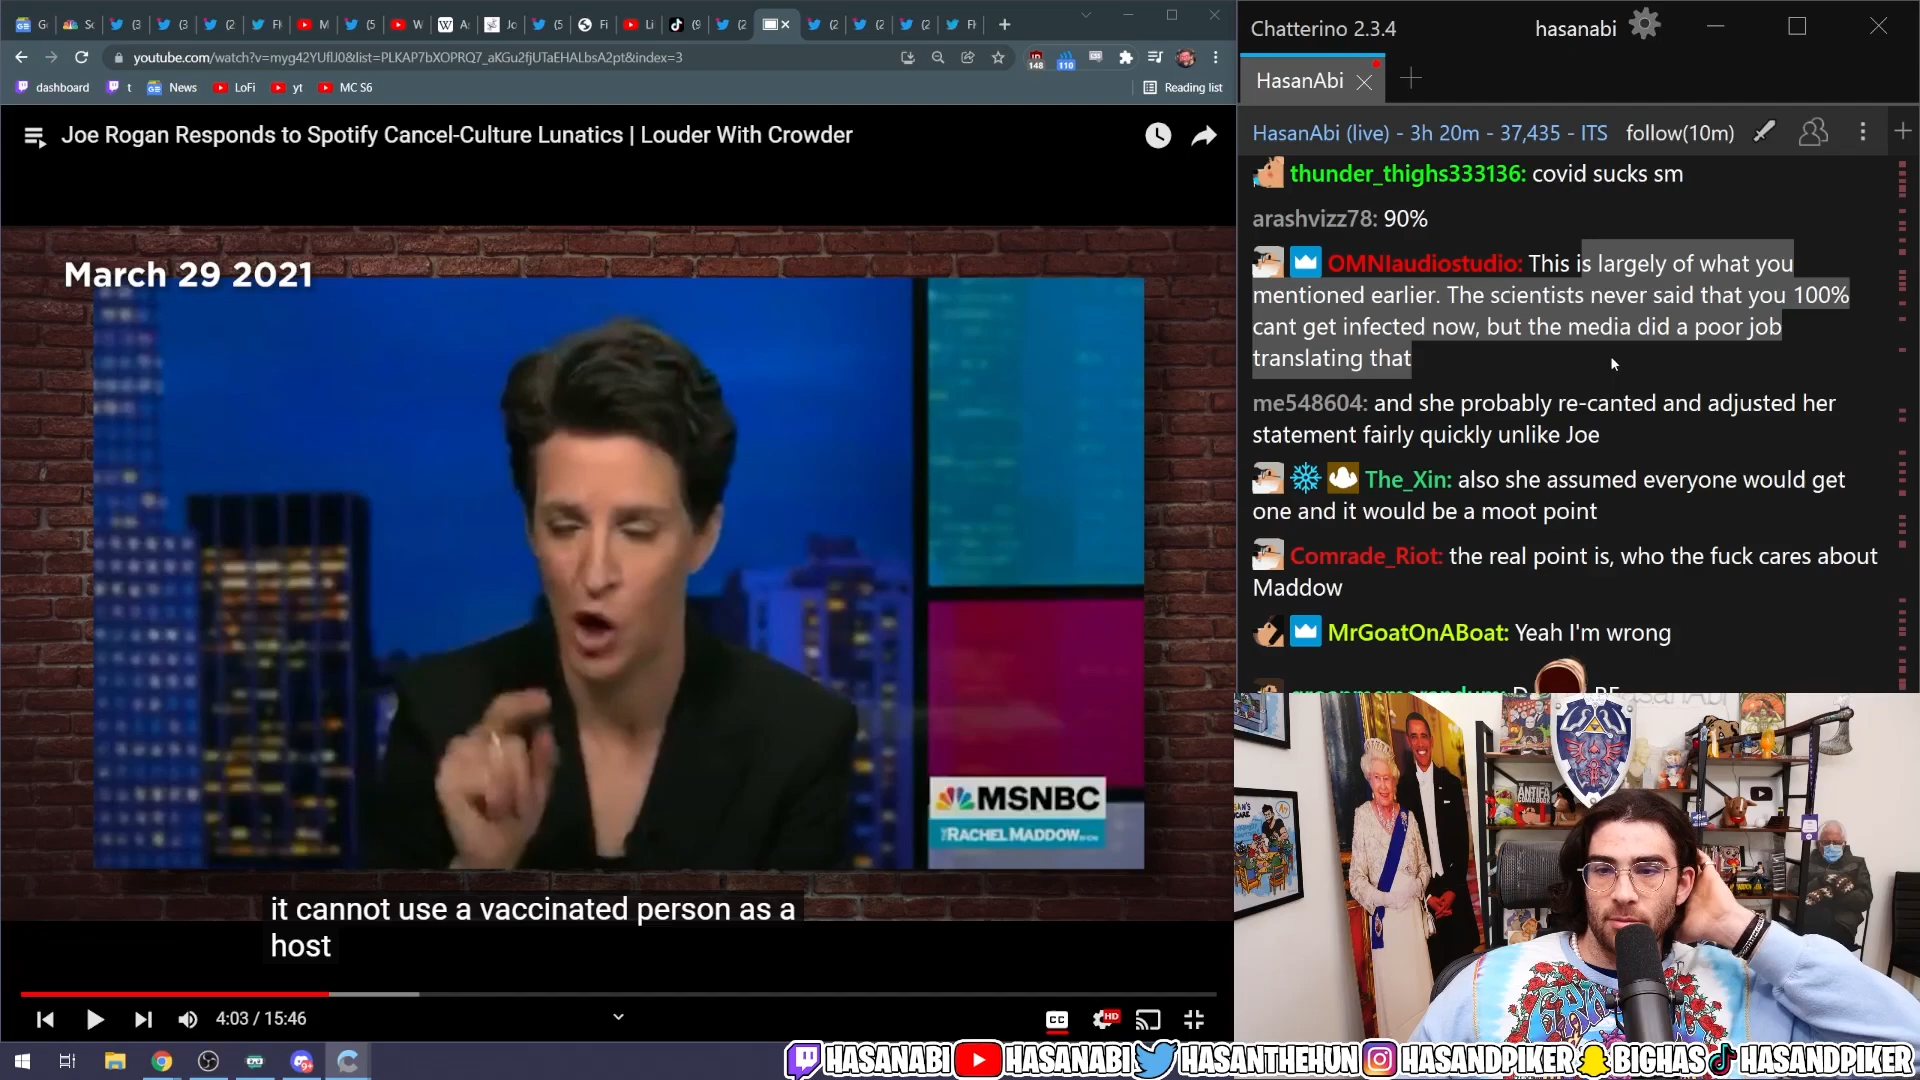 youtube.com/watch?v=myg42YUflJ0&list=PLKAP7bXOPRQ7_aKGu2fjUTaEHALbsA2pt&index=3
148
110
dashboard
t
News
LoFi
yt
MC S6
Reading list
Joe Rogan Responds to Spotify Cancel-Culture Lunatics | Louder With Crowder
March 29 2021
MSNBC
RACHEL MADDOW
it cannot use a vaccinated person as a
host
4:03 / 15:46
CC
HD
Chatterino 2.3.4
hasanabi
HasanAbi
HasanAbi (live) - 3h 20m - 37,435 - ITS
follow(10m)
thunder_thighs333136: covid sucks sm
arashvizz78: 90%
OMNIaudiostudio: This is largely of what you
mentioned earlier. The scientists never said that you 100%
cant get infected now, but the media did a poor job
translating that
me548604: and she probably re-canted and adjusted her
statement fairly quickly unlike Joe
The_Xin: also she assumed everyone would get
one and it would be a moot point
Comrade_Riot: the real point is, who the fuck cares about
Maddow
MrGoatOnABoat: Yeah I'm wrong
ANTIFA
HASANABI
HASANABI
HASANTHEHUN
HASANDPIKER
BIGHAS
HASANDPIKER